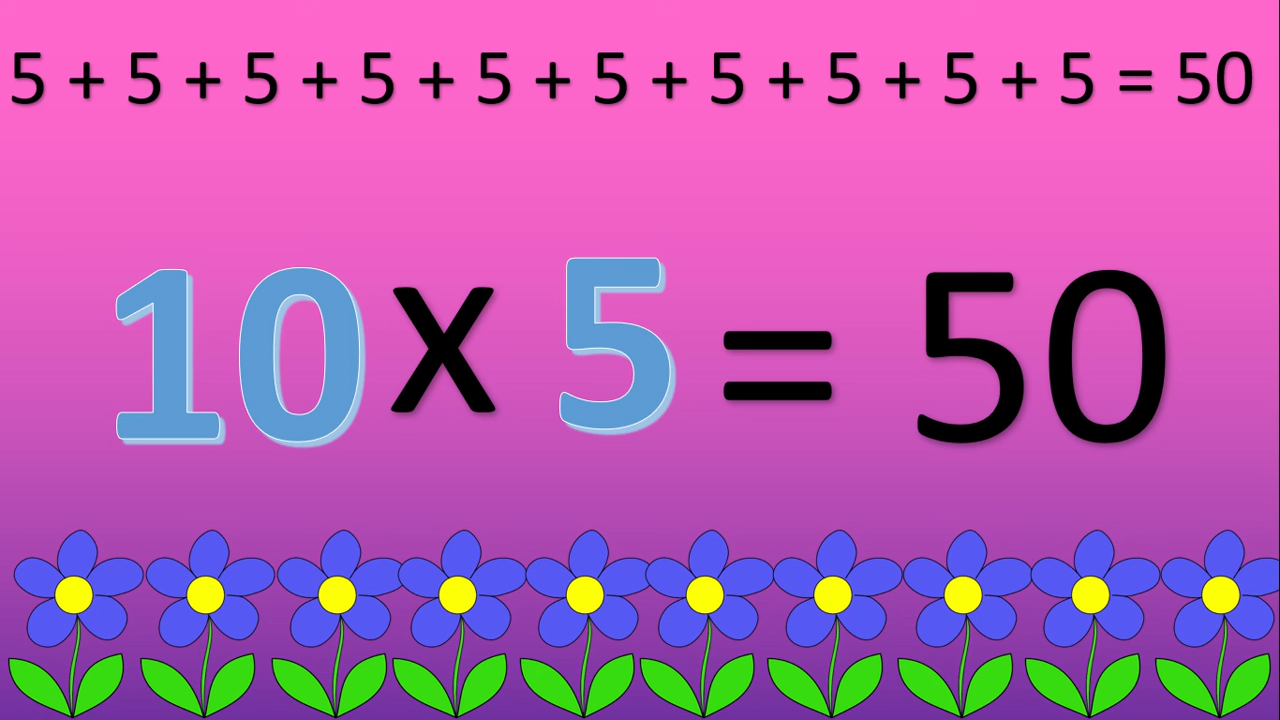 5 + 5 + 5 + 5 + 5 + 5 + 5 + 5 + 5 + 5 = 50
10 x 5 = 50